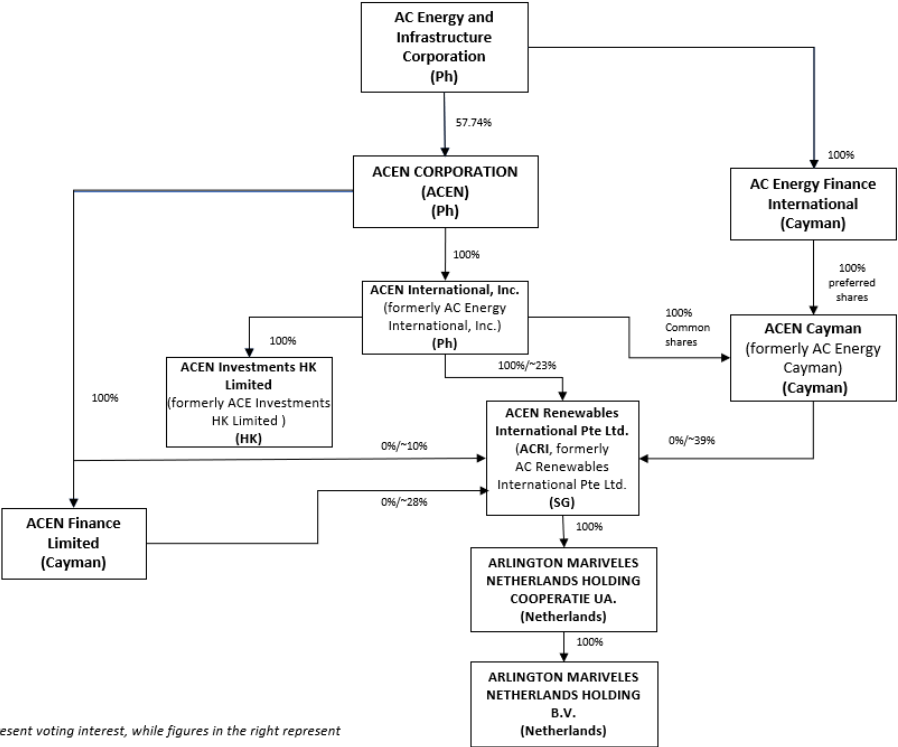 AC Energy and
Infrastructure
Corporation
(Ph)
57.74%
100%
ACEN CORPORATION
(ACEN)
(Ph)
AC Energy Finance
International
(Cayman)
100%
100%
preferred
shares
ACEN International, Inc.
(formerly AC Energy
International, Inc.)
(Ph)
100%
Common
shares
ACEN Cayman
(formerly AC Energy
Cayman)
(Cayman)
100%
ACEN Investments HK
Limited
(formerly ACE Investments
HK Limited )
(HK)
100%/~23%
100%
ACEN Renewables
International Pte Ltd.
(ACRI, formerly
AC Renewables
International Pte Ltd.
(SG)
0%/~10%
0%/~39%
0%/~28%
ACEN Finance
Limited
(Cayman)
100%
ARLINGTON MARIVELES
NETHERLANDS HOLDING
COOPERATIE UA.
(Netherlands)
100%
ARLINGTON MARIVELES
NETHERLANDS HOLDING
B.V.
(Netherlands)
voting interest, while figures in the right represent